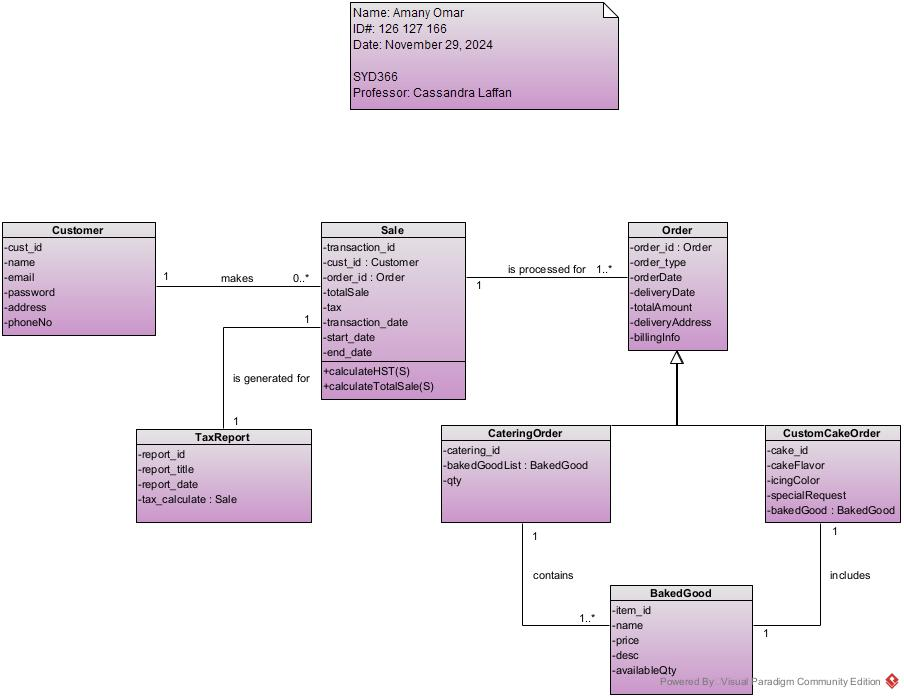 Name: Amany Omar
ID#: 126 127 166
Date: November 29, 2024
SYD366
Professor: Cassandra Laffan
Customer
-cust_id
-name
-email
-password
-address
-phoneNo
1
makes
0..*
Sale
-transaction_id
-cust_id : Customer
-order_id : Order
-totalSale
-tax
-transaction_date
-start_date
-end_date
+calculateHST(S)
+calculateTotalSale(S)
is processed for
1..*
1
Order
-order_id : Order
-order_type
-orderDate
-deliveryDate
-totalAmount
-deliveryAddress
-billingInfo
1
is generated for
1
TaxReport
-report_id
-report_title
-report_date
-tax_calculate : Sale
CateringOrder
-catering_id
-bakedGoodList : BakedGood
-qty
CustomCakeOrder
-cake_id
-cakeFlavor
-icingColor
-specialRequest
-bakedGood : BakedGood
1
contains
1..*
1
includes
1
BakedGood
-item_id
-name
-price
-desc
-availableQty
Powered By Visual Paradigm Community Edition